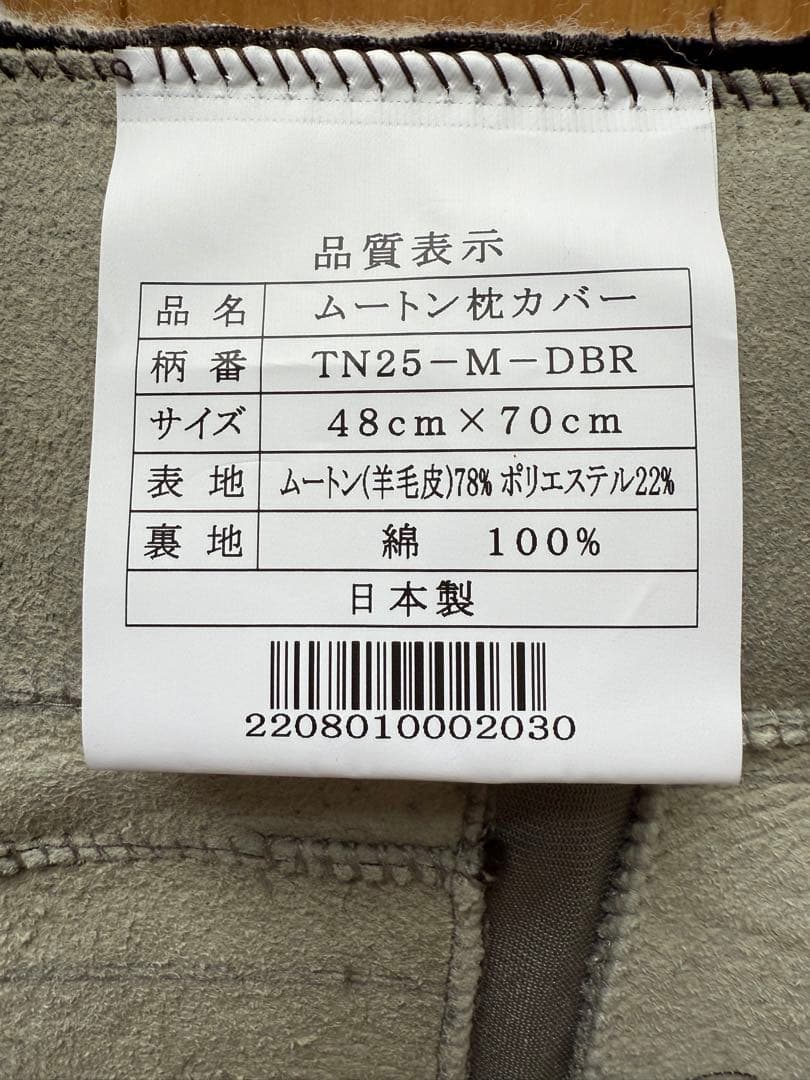 品質表示
品名 ムートン枕カバー
柄番 TN25－M－DBR
サイズ 48cm×70cm
表地 ムートン(羊毛皮)78% ポリエステル22%
裏地 綿 100%
日本製
2208010002030